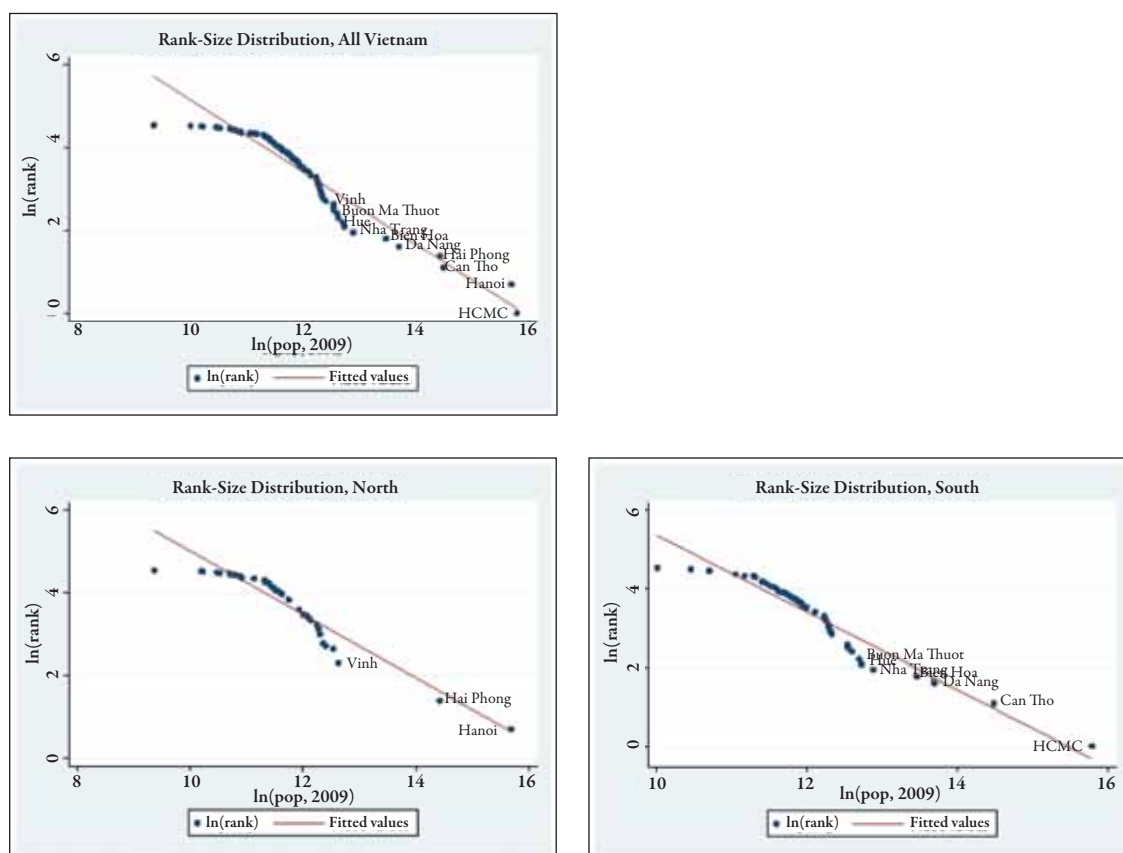 Rank-Size Distribution, All Vietnam
6
4
2
0
ln(rank)
Vinh
Buon Ma Thuot
Hue
Nha Trang
Bien Hoa
Da Nang
Hai Phong
Can Tho
Hanoi
HCMC
8 10 12 14 16
ln(pop, 2009)
ln(rank) Fitted values
Rank-Size Distribution, North
6
4
2
0
ln(rank)
Vinh
Hai Phong
Hanoi
8 10 12 14 16
ln(pop, 2009)
ln(rank) Fitted values
Rank-Size Distribution, South
6
4
2
0
ln(rank)
Buon Ma Thuot
Hue
Nha Trang
Bien Hoa
Da Nang
Can Tho
HCMC
10 12 14 16
ln(pop, 2009)
ln(rank) Fitted values